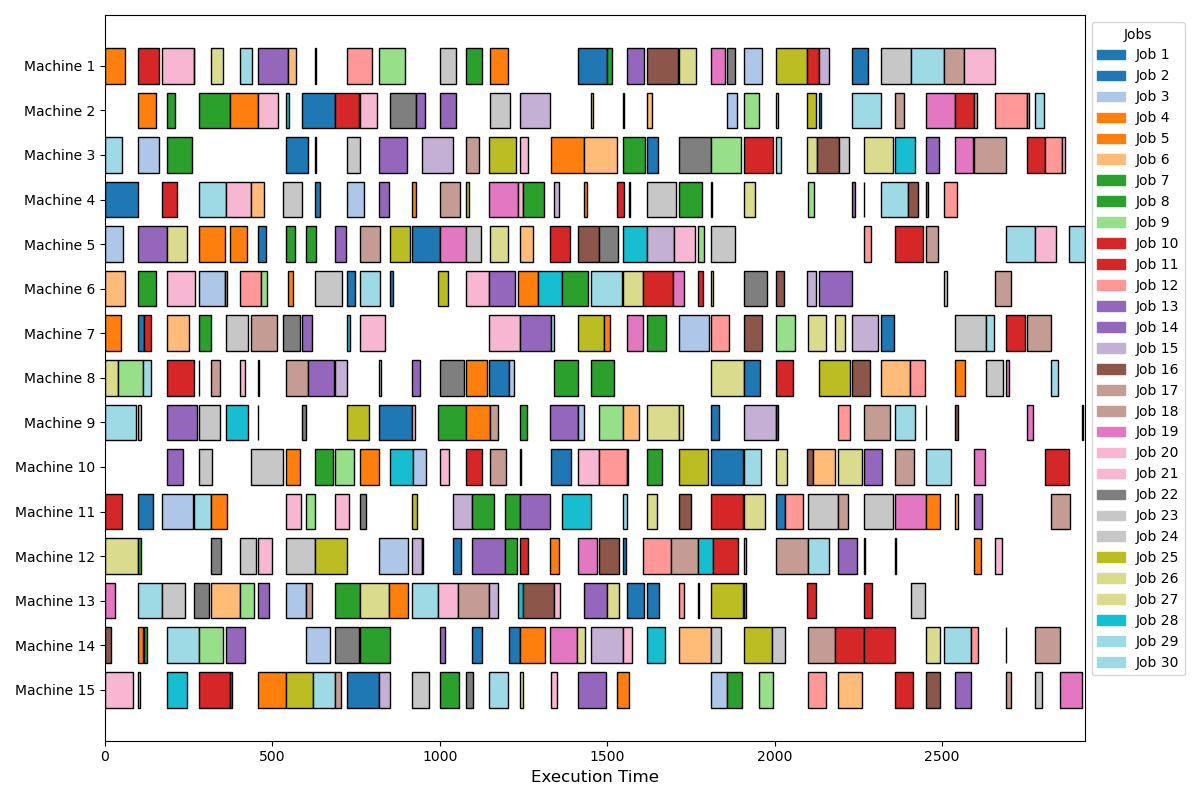 Machine 1
Machine 2
Machine 3
Machine 4
Machine 5
Machine 6
Machine 7
Machine 8
Machine 9
Machine 10
Machine 11
Machine 12
Machine 13
Machine 14
Machine 15
0
500
1000
1500
2000
2500
Execution Time
Jobs
Job 1
Job 2
Job 3
Job 4
Job 5
Job 6
Job 7
Job 8
Job 9
Job 10
Job 11
Job 12
Job 13
Job 14
Job 15
Job 16
Job 17
Job 18
Job 19
Job 20
Job 21
Job 22
Job 23
Job 24
Job 25
Job 26
Job 27
Job 28
Job 29
Job 30